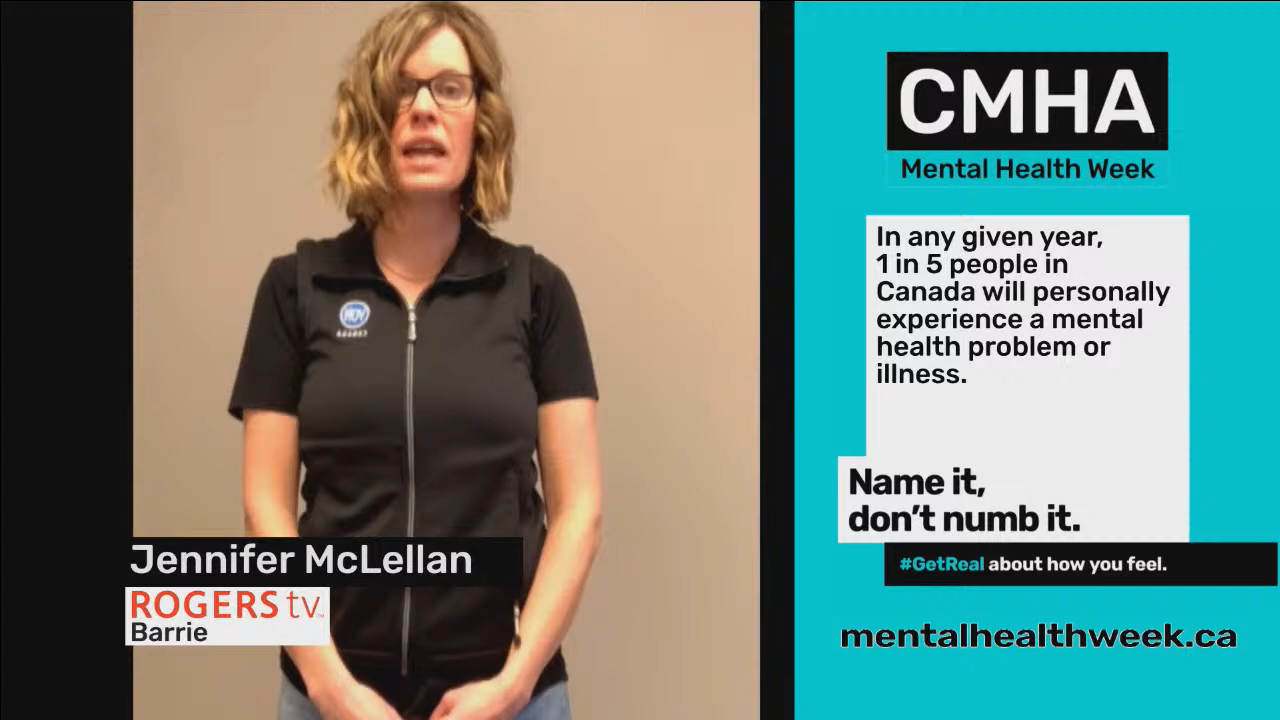 CMHA
Mental Health Week
In any given year,
1 in 5 people in
Canada will personally
experience a mental
health problem or
illness.
Name it,
don't numb it.
#GetReal about how you feel.
mentalhealthweek.ca
Jennifer McLellan
ROGERS tv
Barrie